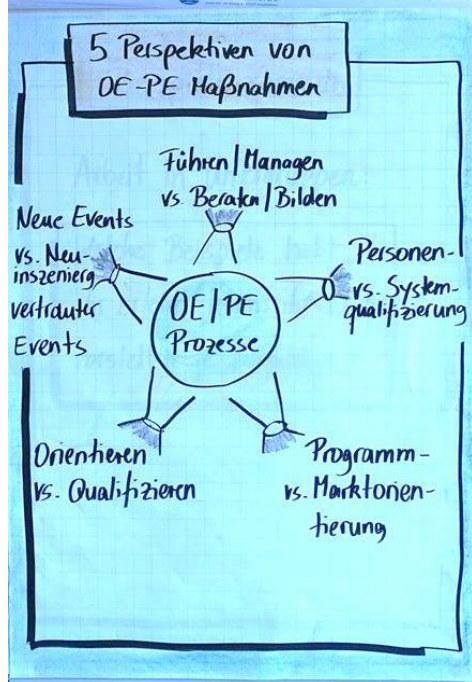 5 Perspektiven von
OE-PE Maßnahmen
Führen/Managen
vs. Beraten/Bilden
Neue Events
vs. Neu-
inszenierg
vertrauter
Events
Personen-
vs. System-
qualifizierung
OE/PE
Prozesse
Orientieren
vs. Qualifizieren
Programm-
vs. Marktorien-
tierung